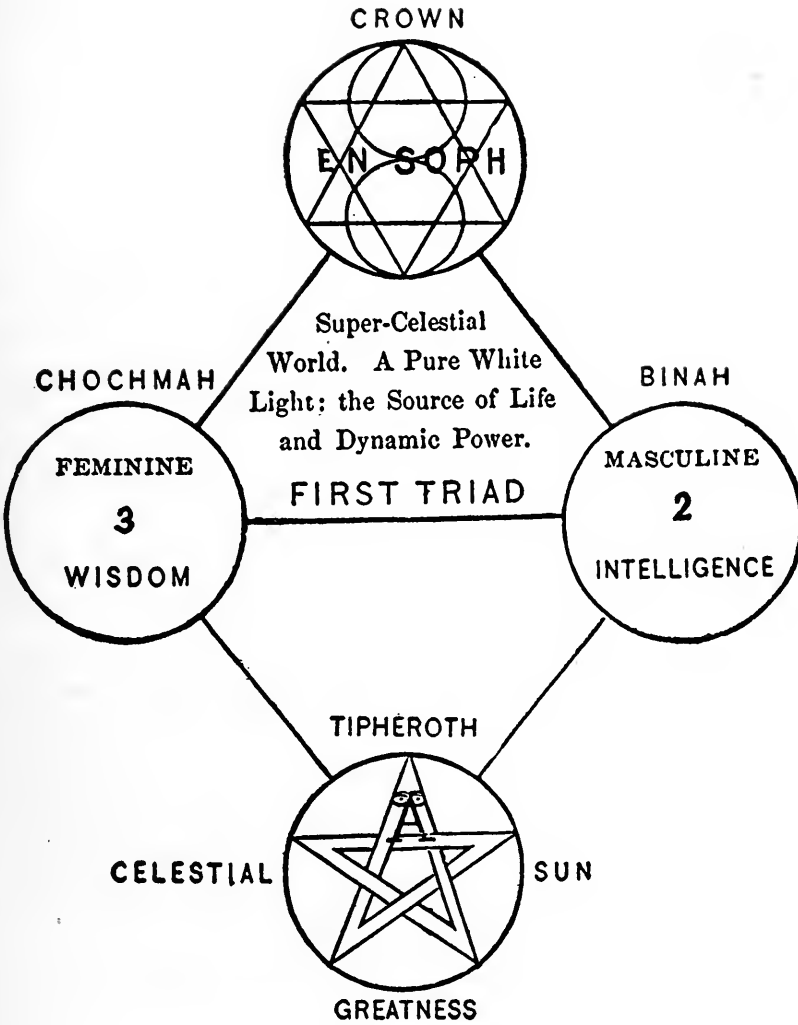 CROWN
EN SOPH
Super-Celestial
World. A Pure White
Light; the Source of Life
and Dynamic Power.
FIRST TRIAD
CHOCHMAH
FEMININE
3
WISDOM
BINAH
MASCULINE
2
INTELLIGENCE
TIPHEROTH
A
CELESTIAL
SUN
GREATNESS